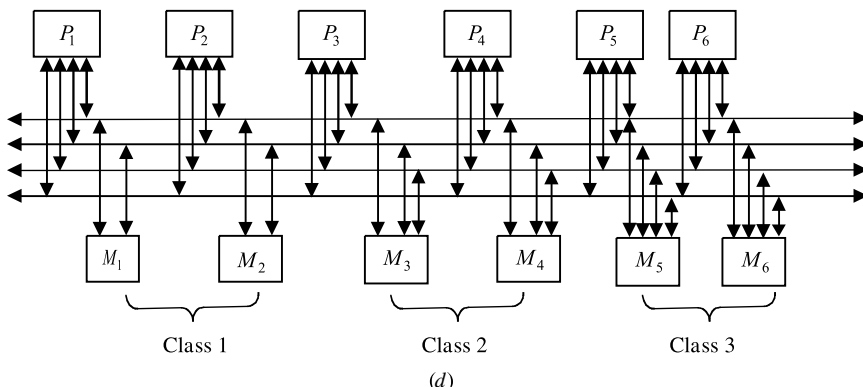 P1 P2 P3 P4 P5 P6
M1 M2 M3 M4 M5 M6
Class 1 Class 2 Class 3
(d)